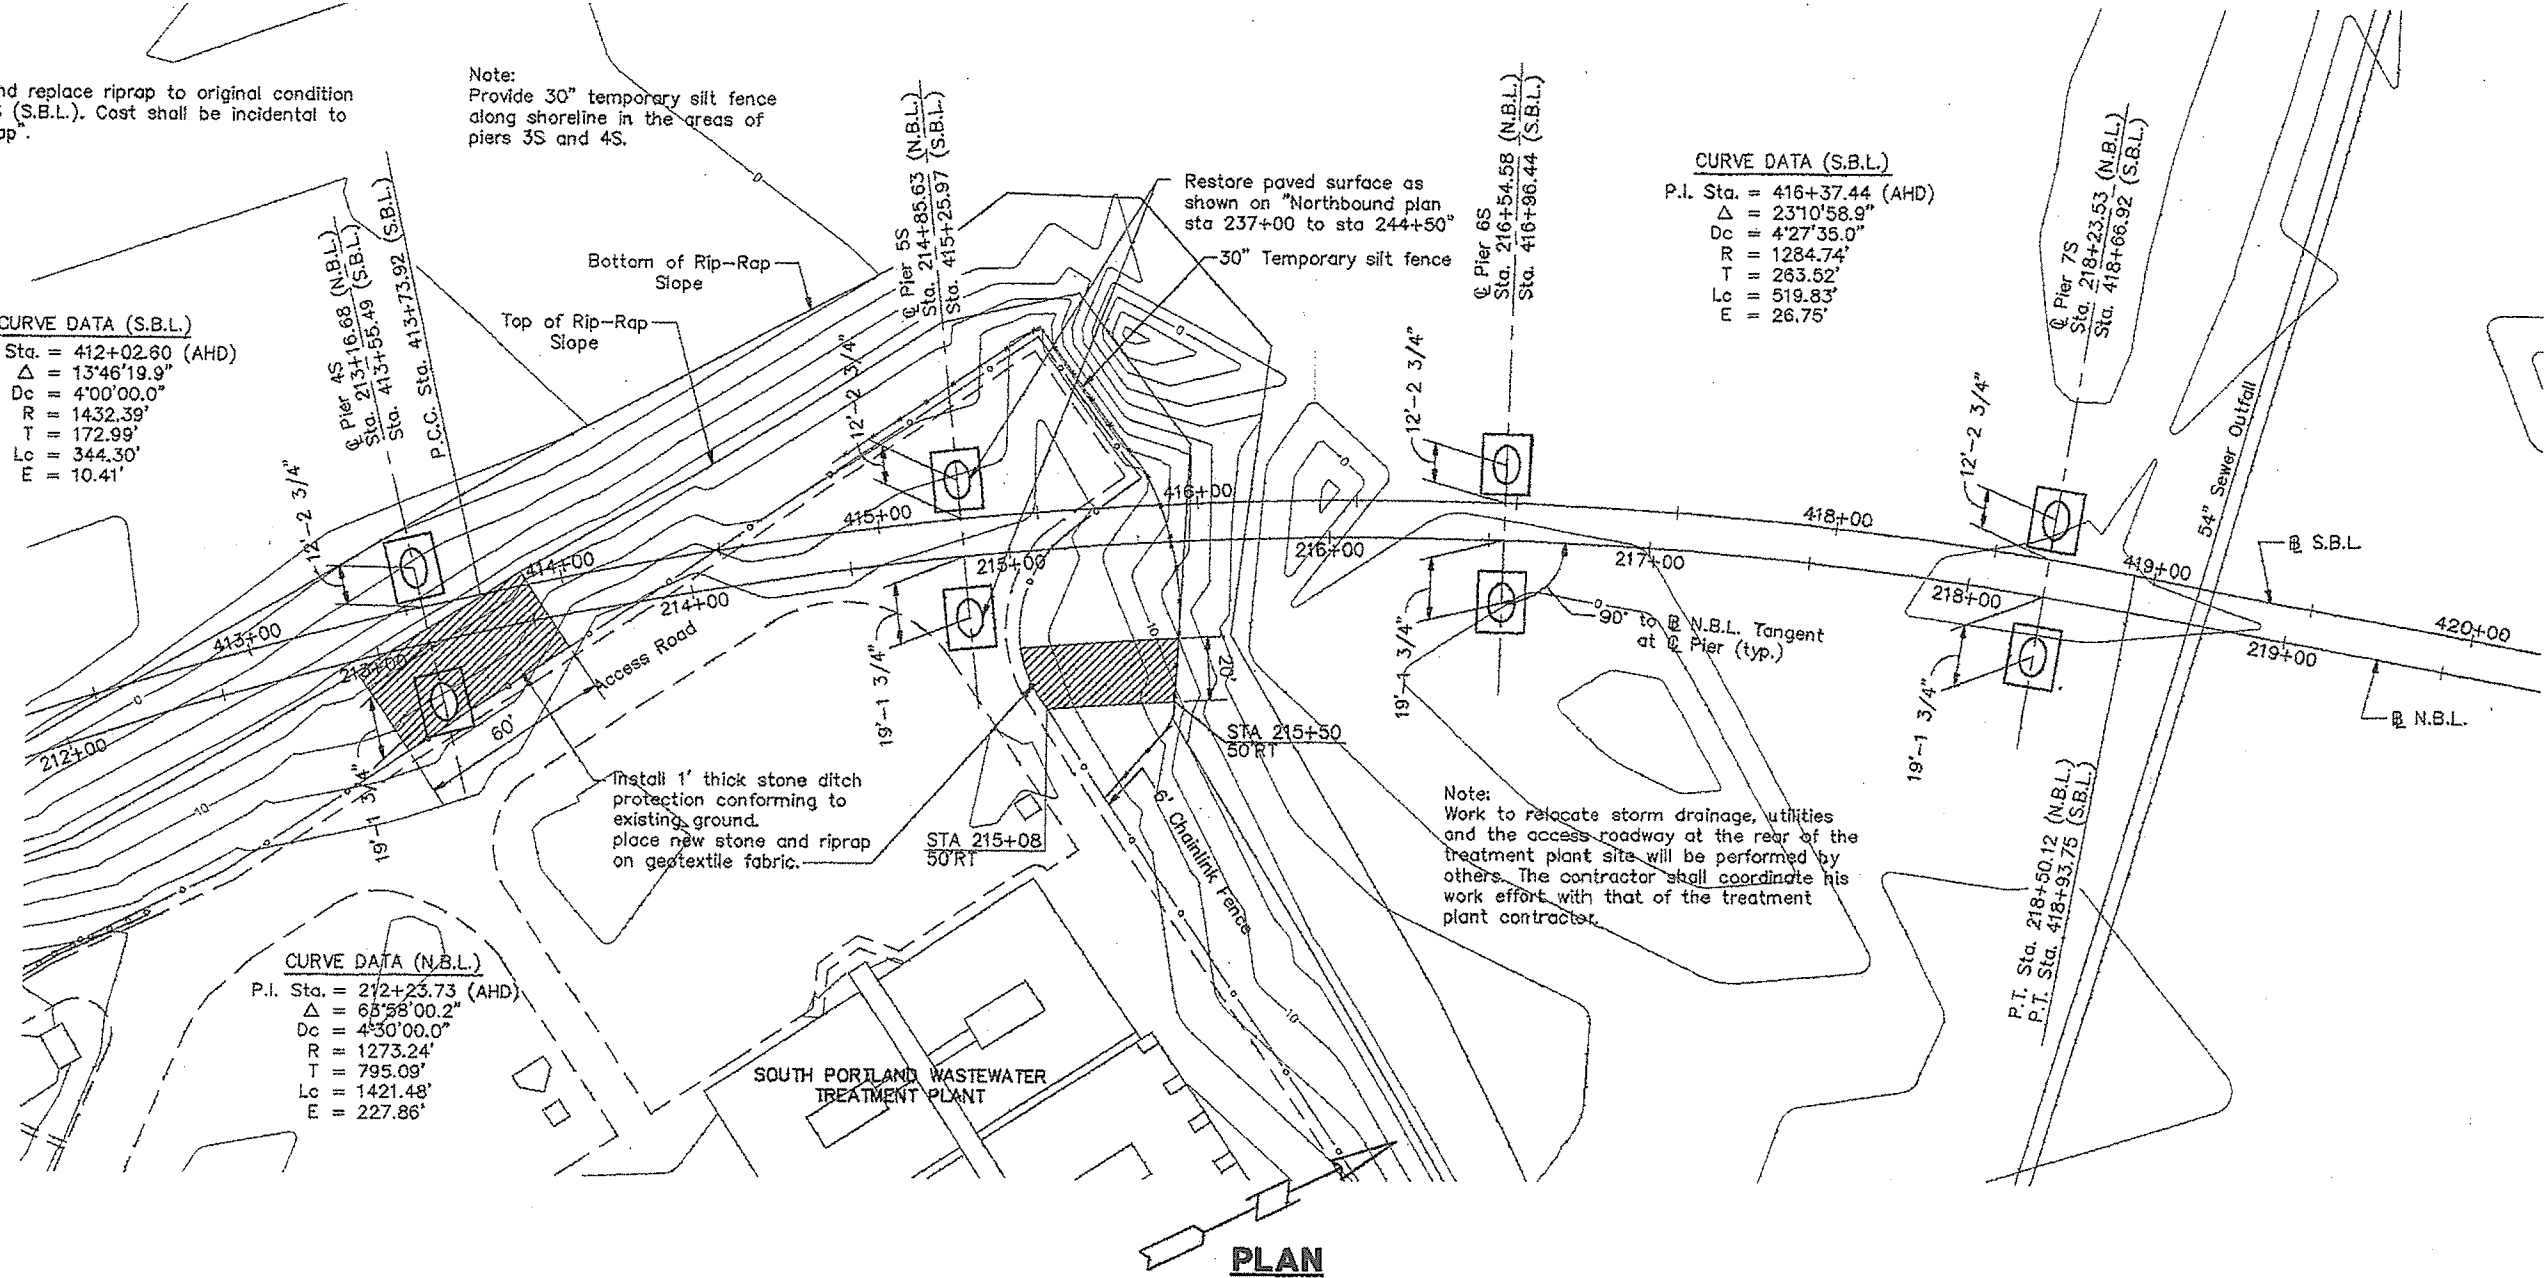 nd replace riprap to original condition
S (S.B.L.). Cost shall be incidental to
ap".
Note:
Provide 30" temporary silt fence
along shoreline in the areas of
piers 3S and 4S.
℄ Pier 4S
Sta. 213+16.68 (N.B.L.)
Sta. 413+55.49 (S.B.L.)
P.C.C. Sta. 413+73.92 (S.B.L.)
℄ Pier 5S
Sta. 214+85.63 (N.B.L.)
Sta. 415+25.97 (S.B.L.)
Restore paved surface as
shown on "Northbound plan
sta 237+00 to sta 244+50"
30" Temporary silt fence
℄ Pier 6S
Sta. 216+54.58 (N.B.L.)
Sta. 416+96.44 (S.B.L.)
CURVE DATA (S.B.L.)
P.I. Sta. = 416+37.44 (AHD)
Δ = 23°10'58.9"
Dc = 4°27'35.0"
R = 1284.74'
T = 263.52'
Lc = 519.83'
E = 26.75'
℄ Pier 7S
Sta. 218+23.53 (N.B.L.)
Sta. 418+66.92 (S.B.L.)
Bottom of Rip-Rap
Slope
Top of Rip-Rap
Slope
CURVE DATA (S.B.L.)
Sta. = 412+02.60 (AHD)
Δ = 13°46'19.9"
Dc = 4°00'00.0"
R = 1432.39'
T = 172.99'
Lc = 344.30'
E = 10.41'
12'-2 3/4"
12'-2 3/4"
12'-2 3/4"
12'-2 3/4"
54" Sewer Outfall
413+00
414+00
415+00
416+00
418+00
419+00
420+00
℄ S.B.L.
212+00
213+00
214+00
215+00
216+00
217+00
218+00
219+00
℄ N.B.L.
0
0
0
0
0
10
10
10
Access Road
60'
20'
90° to ℄ N.B.L. Tangent
at ℄ Pier (typ.)
19'-1 3/4"
19'-1 3/4"
19'-1 3/4"
19'-1 3/4"
STA 215+50
50'RT
Install 1' thick stone ditch
protection conforming to
existing ground.
place new stone and riprap
on geotextile fabric.
STA 215+08
50'RT
6' Chainlink Fence
Note:
Work to relocate storm drainage, utilities
and the access roadway at the rear of the
treatment plant site will be performed by
others. The contractor shall coordinate his
work effort with that of the treatment
plant contractor.
P.T. Sta. 218+50.12 (N.B.L.)
P.T. Sta. 418+93.75 (S.B.L.)
CURVE DATA (N.B.L.)
P.I. Sta. = 212+23.73 (AHD)
Δ = 63°58'00.2"
Dc = 4°30'00.0"
R = 1273.24'
T = 795.09'
Lc = 1421.48'
E = 227.86'
SOUTH PORTLAND WASTEWATER
TREATMENT PLANT
PLAN